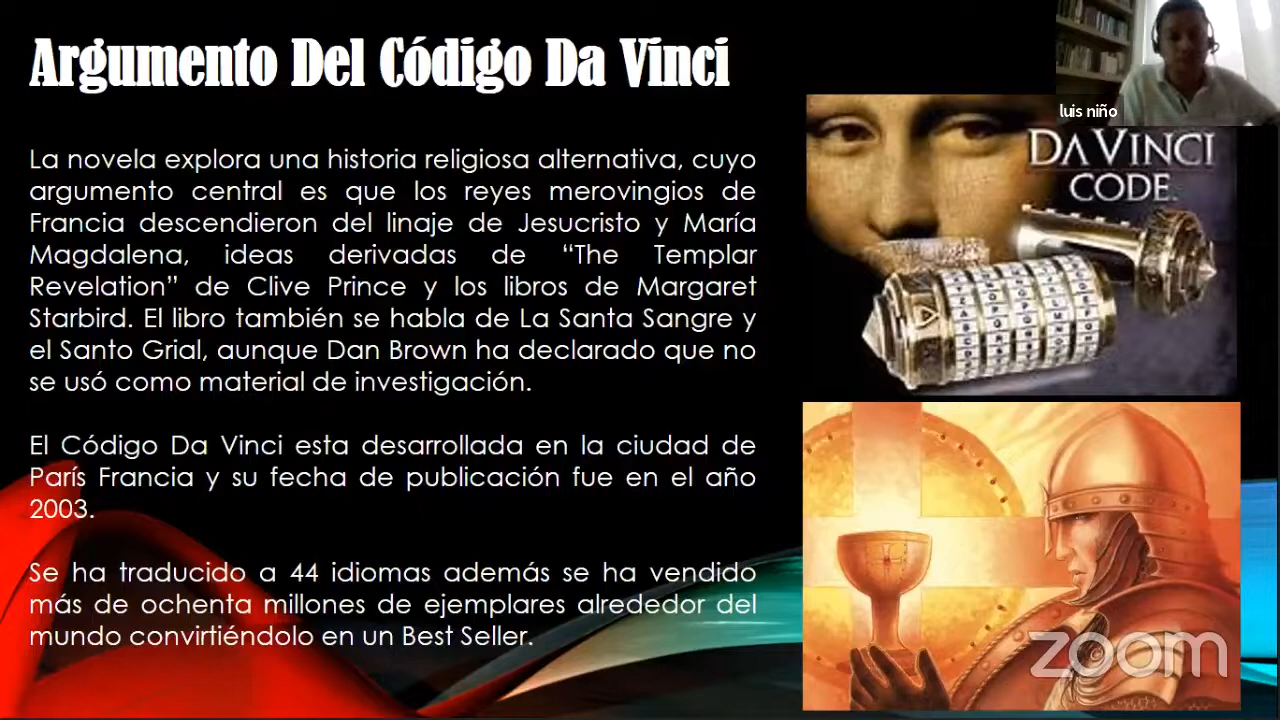 Argumento Del Código Da Vinci
luis niño
La novela explora una historia religiosa alternativa, cuyo
argumento central es que los reyes merovingios de
Francia descendieron del linaje de Jesucristo y María
Magdalena, ideas derivadas de “The Templar
Revelation” de Clive Prince y los libros de Margaret
Starbird. El libro también se habla de La Santa Sangre y
el Santo Grial, aunque Dan Brown ha declarado que no
se usó como material de investigación.
El Código Da Vinci esta desarrollada en la ciudad de
París Francia y su fecha de publicación fue en el año
2003.
Se ha traducido a 44 idiomas además se ha vendido
más de ochenta millones de ejemplares alrededor del
mundo convirtiéndolo en un Best Seller.
DA VINCI
CODE
zoom